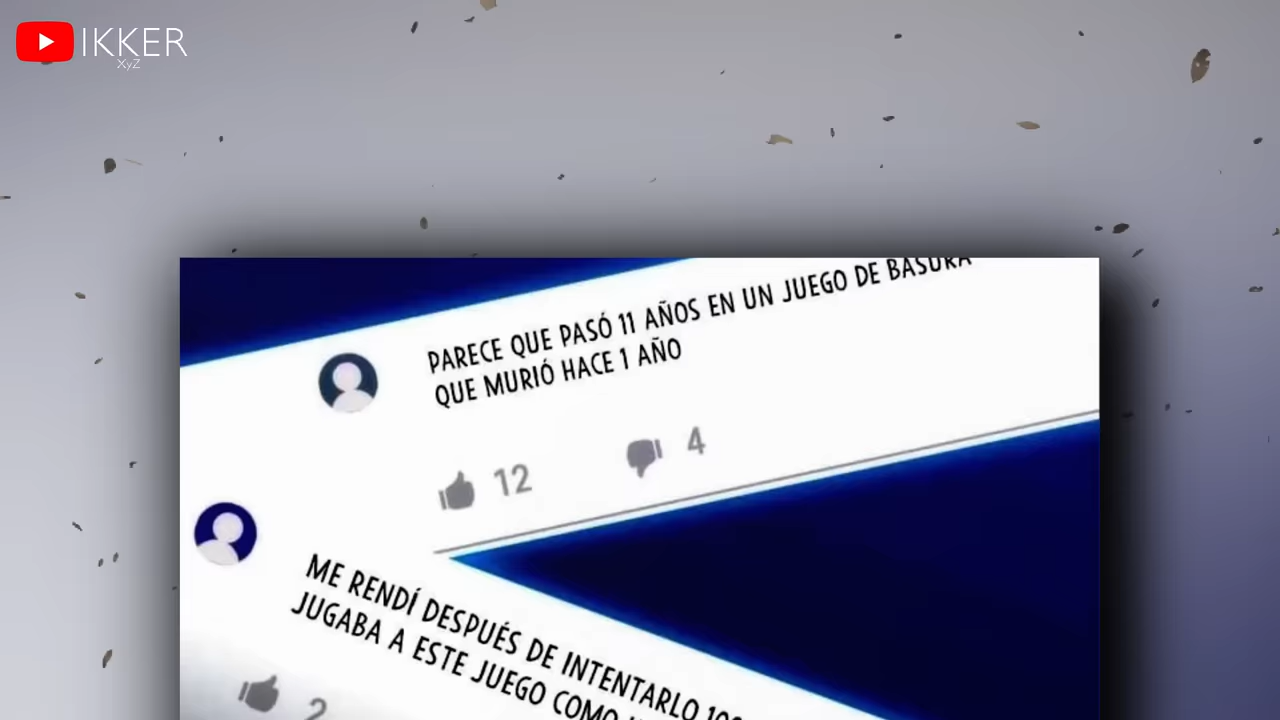 IKKER
XyZ
PARECE QUE PASÓ 11 AÑOS EN UN JUEGO DE BASURA
QUE MURIÓ HACE 1 AÑO
12 4
ME RENDÍ DESPUÉS DE INTENTARLO
JUGABA A ESTE JUEGO COMO
2